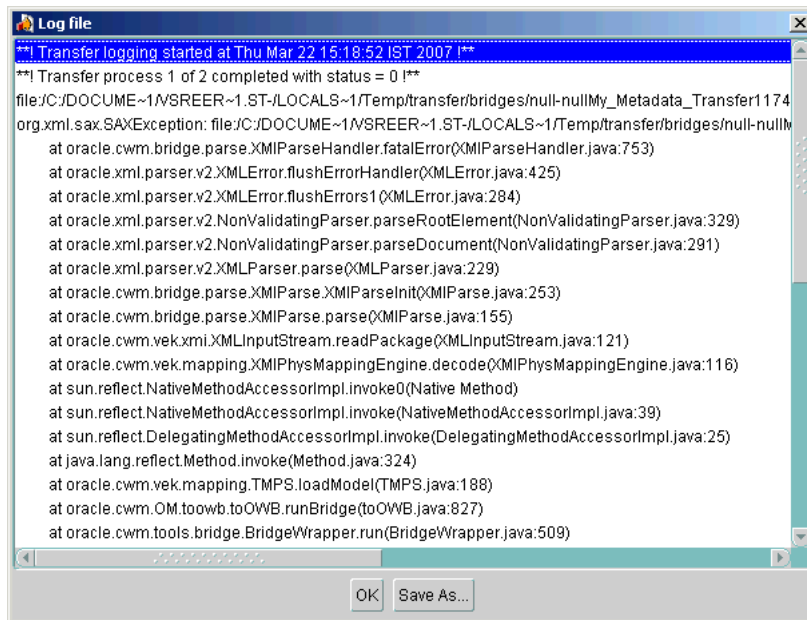 Log file
**! Transfer logging started at Thu Mar 22 15:18:52 IST 2007 !**
**! Transfer process 1 of 2 completed with status = 0 !**
file:/C:/DOCUME~1/VSREER~1.ST-/LOCALS~1/Temp/transfer/bridges/null-nullMy_Metadata_Transfer1174
org.xml.sax.SAXException: file:/C:/DOCUME~1/VSREER~1.ST-/LOCALS~1/Temp/transfer/bridges/null-nullM
at oracle.cwm.bridge.parse.XMIParseHandler.fatalError(XMIParseHandler.java:753)
at oracle.xml.parser.v2.XMLError.flushErrorHandler(XMLError.java:425)
at oracle.xml.parser.v2.XMLError.flushErrors1(XMLError.java:284)
at oracle.xml.parser.v2.NonValidatingParser.parseRootElement(NonValidatingParser.java:329)
at oracle.xml.parser.v2.NonValidatingParser.parseDocument(NonValidatingParser.java:291)
at oracle.xml.parser.v2.XMLParser.parse(XMLParser.java:229)
at oracle.cwm.bridge.parse.XMIParse.XMIParseInit(XMIParse.java:253)
at oracle.cwm.bridge.parse.XMIParse.parse(XMIParse.java:155)
at oracle.cwm.vek.xmi.XMLInputStream.readPackage(XMLInputStream.java:121)
at oracle.cwm.vek.mapping.XMIPhysMappingEngine.decode(XMIPhysMappingEngine.java:116)
at sun.reflect.NativeMethodAccessorImpl.invoke0(Native Method)
at sun.reflect.NativeMethodAccessorImpl.invoke(NativeMethodAccessorImpl.java:39)
at sun.reflect.DelegatingMethodAccessorImpl.invoke(DelegatingMethodAccessorImpl.java:25)
at java.lang.reflect.Method.invoke(Method.java:324)
at oracle.cwm.vek.mapping.TMPS.loadModel(TMPS.java:188)
at oracle.cwm.OM.toowb.toOWB.runBridge(toOWB.java:827)
at oracle.cwm.tools.bridge.BridgeWrapper.run(BridgeWrapper.java:509)
OK Save As...